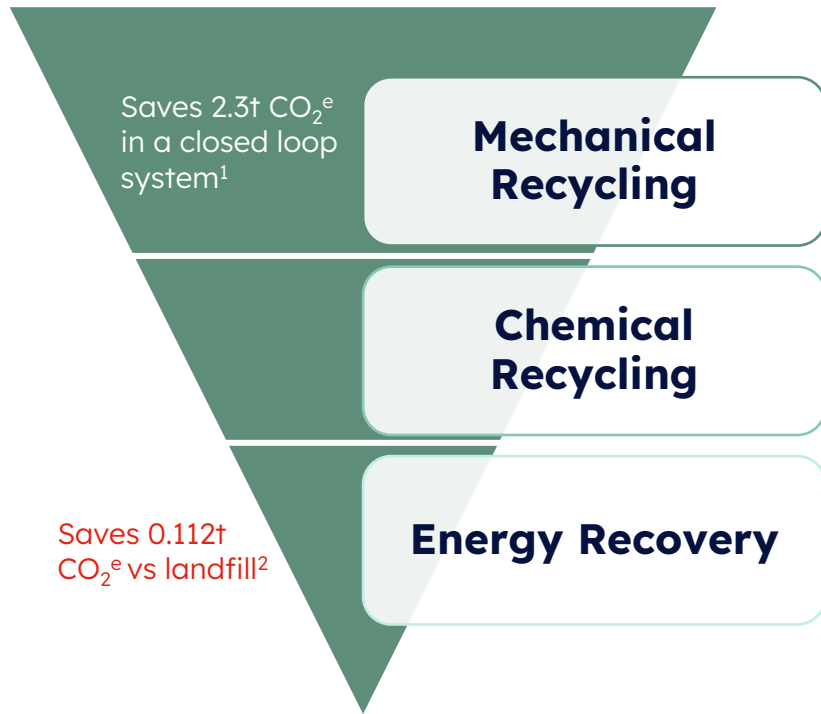 Saves 2.3t CO₂ᵉ
in a closed loop
system¹
Mechanical
Recycling
Chemical
Recycling
Saves 0.112t
CO₂ᵉ vs landfill²
Energy Recovery